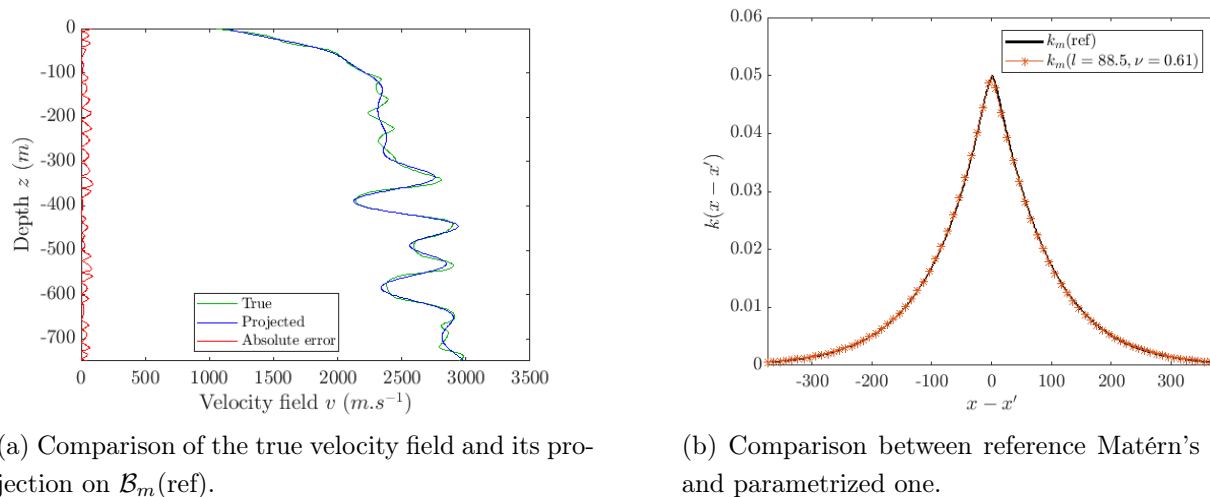 0
-100
-200
-300
-400
-500
-600
-700
Depth z (m)
True
Projected
Absolute error
0 500 1000 1500 2000 2500 3000 3500
Velocity field v (m.s⁻¹)
0.06
0.05
0.04
0.03
0.02
0.01
0
k(x − x′)
k_m(ref)
k_m(l = 88.5, ν = 0.61)
-300 -200 -100 0 100 200 300
x − x′
(a) Comparison of the true velocity field and its pro-
jection on 𝓑_m(ref).
(b) Comparison between reference Matérn's
and parametrized one.